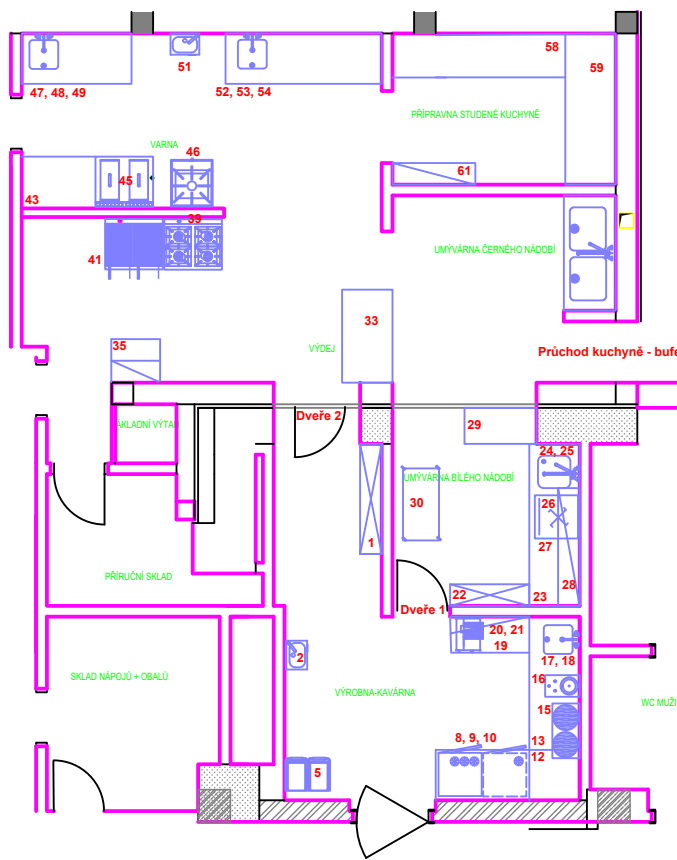 58
51
59
47, 48, 49
52, 53, 54
PŘÍPRAVNA STUDENÉ KUCHYNĚ
VARNA
46
61
45
43
39
UMÝVÁRNA ČERNÉHO NÁDOBÍ
41
33
35
VÝDEJ
Průchod kuchyně - bufe
Dveře 2
ÁKLADNÍ VÝTAH
29
24, 25
UMÝVÁRNA BÍLÉHO NÁDOBÍ
30
26
1
27
PŘÍRUČNÍ SKLAD
28
22
23
Dveře 1
20, 21
19
2
17, 18
SKLAD NÁPOJŮ + OBALŮ
16
VÝROBNA-KAVÁRNA
WC MUŽI
15
8, 9, 10
13
12
5